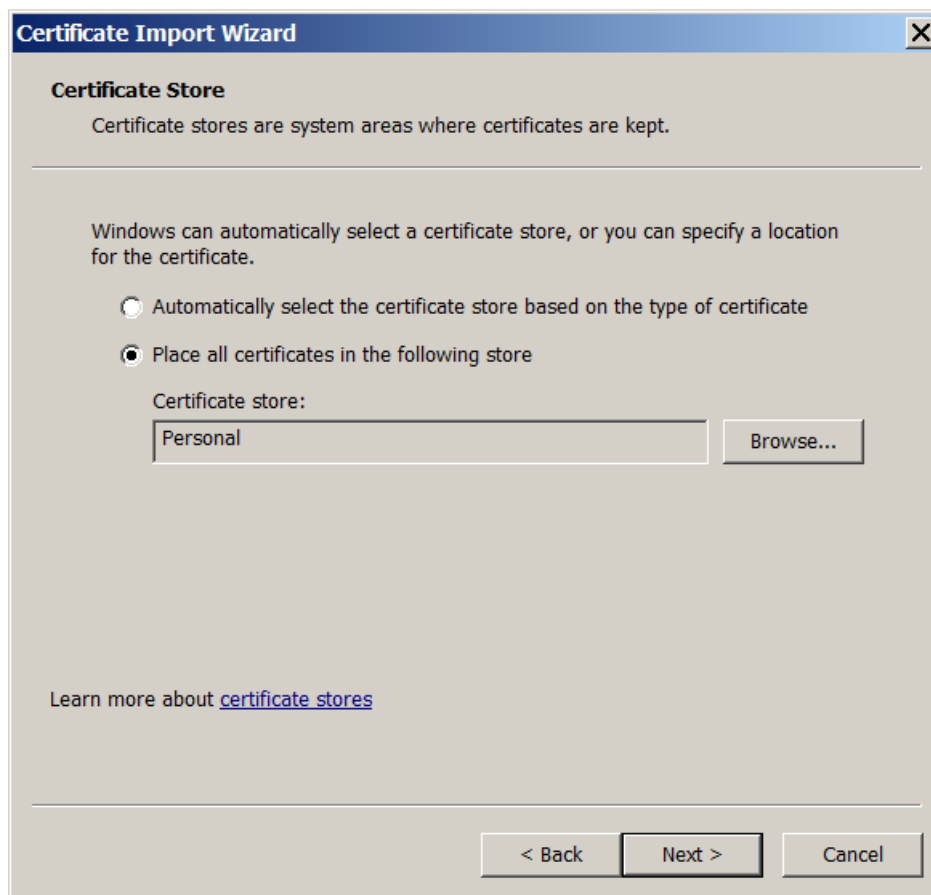 Certificate Import Wizard
Certificate Store
Certificate stores are system areas where certificates are kept.
Windows can automatically select a certificate store, or you can specify a location
for the certificate.
Automatically select the certificate store based on the type of certificate
Place all certificates in the following store
Certificate store:
Personal
Browse...
Learn more about certificate stores
< Back
Next >
Cancel